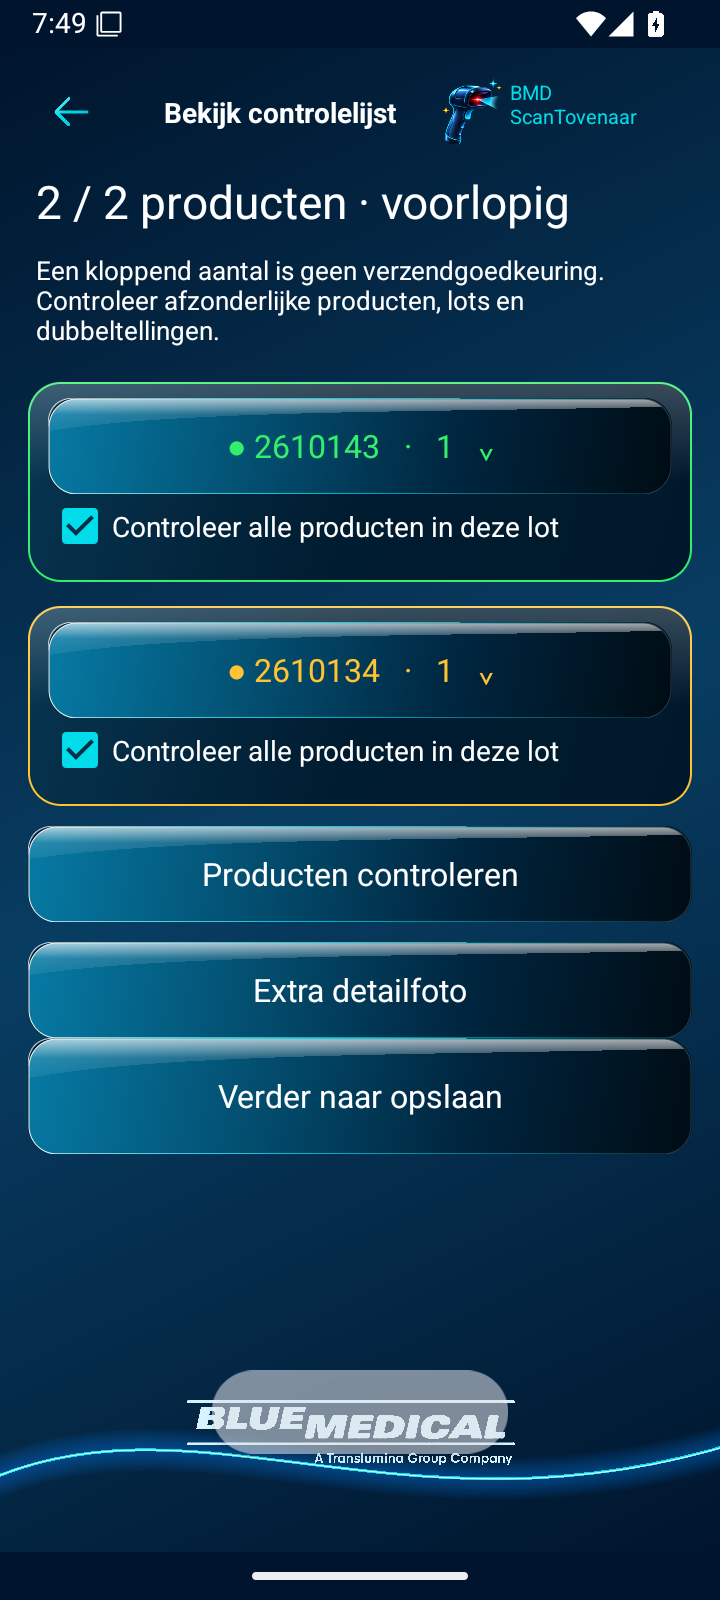 7:49
Bekijk controlelijst
BMD
ScanTovenaar
2 / 2 producten · voorlopig
Een kloppend aantal is geen verzendgoedkeuring.
Controleer afzonderlijke producten, lots en
dubbeltellingen.
2610143 · 1
Controleer alle producten in deze lot
2610134 · 1
Controleer alle producten in deze lot
Producten controleren
Extra detailfoto
Verder naar opslaan
BLUEMEDICAL
A Translumina Group Company